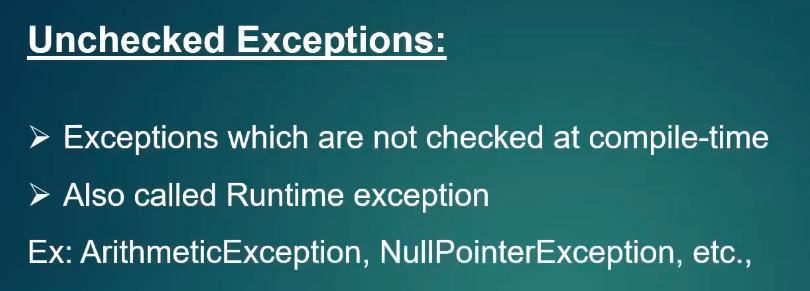 Unchecked Exceptions:
➢ Exceptions which are not checked at compile-time
➢ Also called Runtime exception
Ex: ArithmeticException, NullPointerException, etc.,